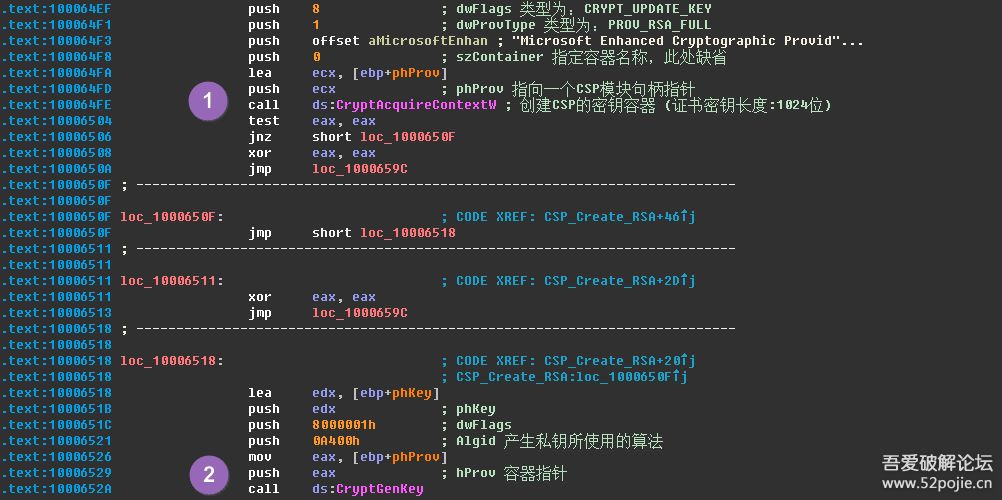 .text:100064EF push 8 ; dwFlags 类型为: CRYPT_UPDATE_KEY
.text:100064F1 push 1 ; dwProvType 类型为: PROV_RSA_FULL
.text:100064F3 push offset aMicrosoftEnhan ; "Microsoft Enhanced Cryptographic Provid"...
.text:100064F8 push 0 ; szContainer 指定容器名称，此处缺省
.text:100064FA lea ecx, [ebp+phProv]
.text:100064FD push ecx ; phProv 指向一个CSP模块句柄指针
1 .text:100064FE call ds:CryptAcquireContextW ; 创建CSP的密钥容器 (证书密钥长度:1024位)
.text:10006504 test eax, eax
.text:10006506 jnz short loc_1000650F
.text:10006508 xor eax, eax
.text:1000650A jmp loc_1000659C
.text:1000650F ; ---------------------------------------------------------------------------
.text:1000650F
.text:1000650F loc_1000650F: ; CODE XREF: CSP_Create_RSA+46↑j
.text:1000650F jmp short loc_10006518
.text:10006511 ; ---------------------------------------------------------------------------
.text:10006511
.text:10006511 loc_10006511: ; CODE XREF: CSP_Create_RSA+2D↑j
.text:10006511 xor eax, eax
.text:10006513 jmp loc_1000659C
.text:10006518 ; ---------------------------------------------------------------------------
.text:10006518
.text:10006518 loc_10006518: ; CODE XREF: CSP_Create_RSA+20↑j
.text:10006518 ; CSP_Create_RSA:loc_1000650F↑j
.text:10006518 lea edx, [ebp+phKey]
.text:1000651B push edx ; phKey
.text:1000651C push 8000001h ; dwFlags
.text:10006521 push 0A400h ; Algid 产生私钥所使用的算法
.text:10006526 mov eax, [ebp+phProv]
.text:10006529 push eax ; hProv 容器指针
2 .text:1000652A call ds:CryptGenKey
吾爱破解论坛
www.52pojie.cn